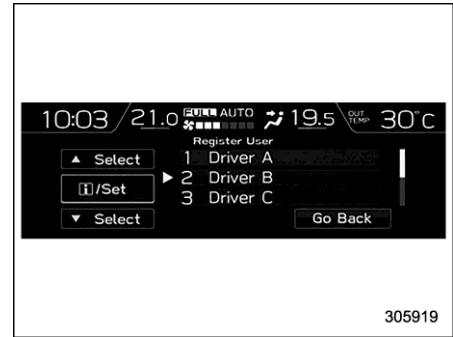 10:03 21.0 FULL AUTO 19.5 OUT TEMP 30°C
Register User
▲ Select
1 Driver A
i/Set
▶ 2 Driver B
3 Driver C
▼ Select
Go Back
305919